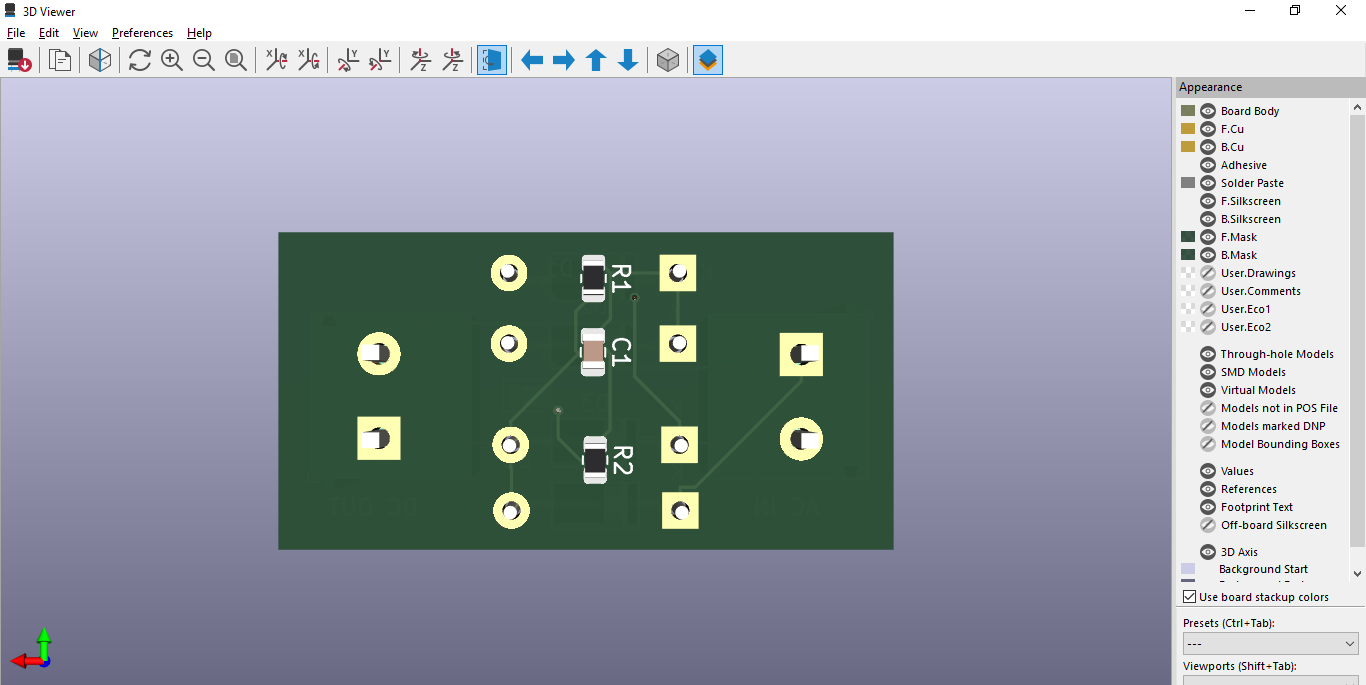 3D Viewer
File Edit View Preferences Help
Appearance
Board Body
F.Cu
B.Cu
Adhesive
Solder Paste
F.Silkscreen
B.Silkscreen
F.Mask
B.Mask
User.Drawings
User.Comments
User.Eco1
User.Eco2
Through-hole Models
SMD Models
Virtual Models
Models not in POS File
Models marked DNP
Model Bounding Boxes
Values
References
Footprint Text
Off-board Silkscreen
3D Axis
Background Start
Use board stackup colors
Presets (Ctrl+Tab):
---
Viewports (Shift+Tab):
R1
C1
R2
X
X
Y
Y
Z
Z